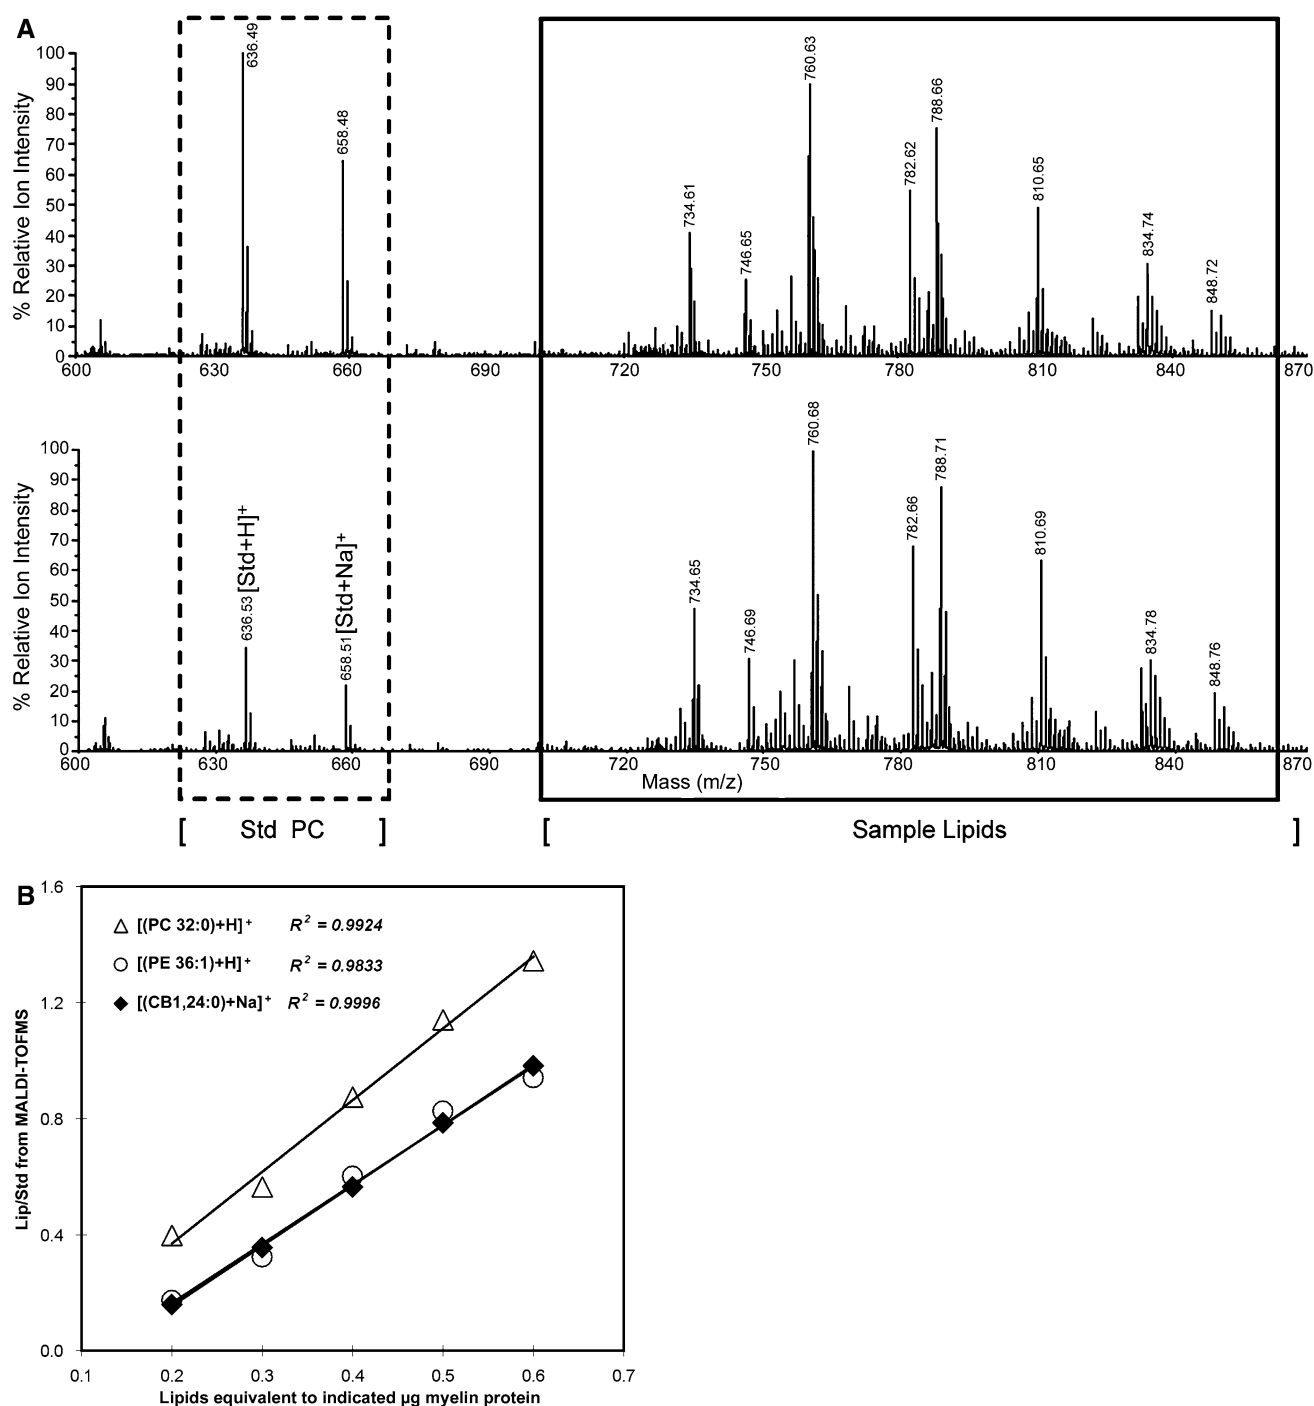 A
% Relative Ion Intensity
100
90
80
70
60
50
40
30
20
10
0
636.49
658.48
734.61
746.65
760.63
782.62
788.66
810.65
834.74
848.72
600 630 660 690 720 750 780 810 840 870
% Relative Ion Intensity
100
90
80
70
60
50
40
30
20
10
0
636.53 [Std+H]+
658.51 [Std+Na]+
734.65
746.69
760.68
782.66
788.71
810.69
834.78
848.76
600 630 660 690 720 750 780 810 840 870
Mass (m/z)
[ Std PC ] [ Sample Lipids ]
B
Lip/Std from MALDI-TOFMS
1.6
1.2
0.8
0.4
0.0
[(PC 32:0)+H]+ R2 = 0.9924
[(PE 36:1)+H]+ R2 = 0.9833
[(CB1,24:0)+Na]+ R2 = 0.9996
0.1 0.2 0.3 0.4 0.5 0.6 0.7
Lipids equivalent to indicated µg myelin protein